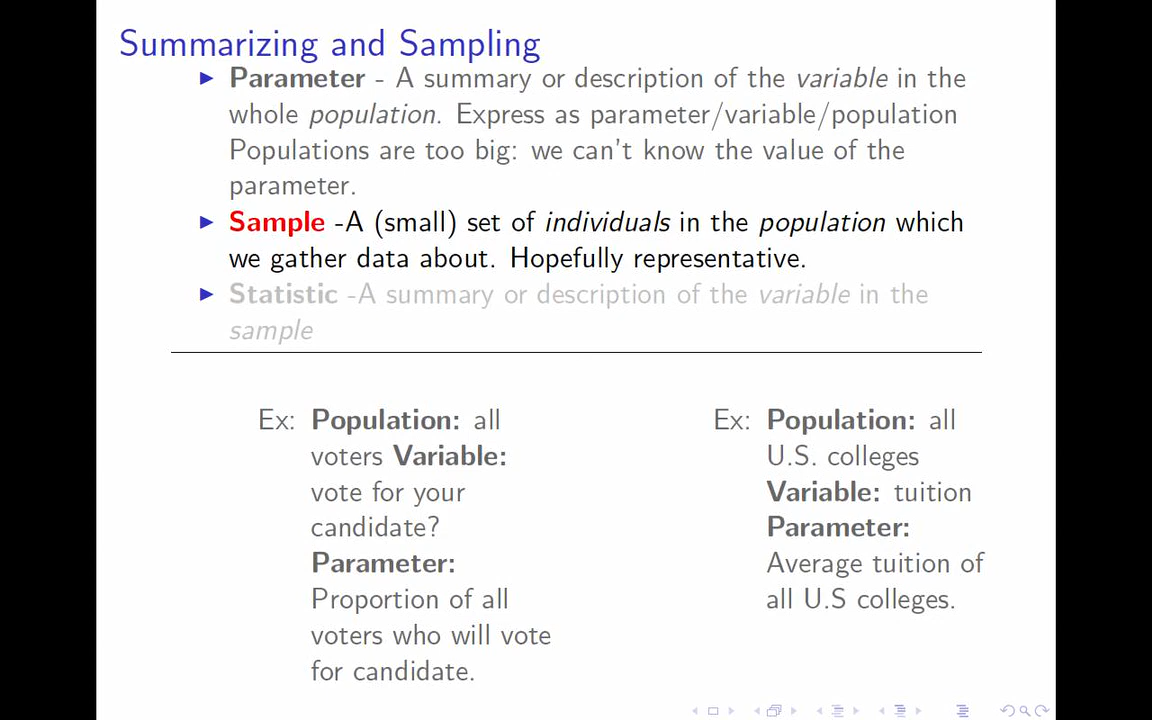 Summarizing and Sampling
Parameter - A summary or description of the variable in the
whole population. Express as parameter/variable/population
Populations are too big: we can't know the value of the
parameter.
Sample -A (small) set of individuals in the population which
we gather data about. Hopefully representative.
Statistic -A summary or description of the variable in the
sample
Ex: Population: all
voters Variable:
vote for your
candidate?
Parameter:
Proportion of all
voters who will vote
for candidate.
Ex: Population: all
U.S. colleges
Variable: tuition
Parameter:
Average tuition of
all U.S colleges.